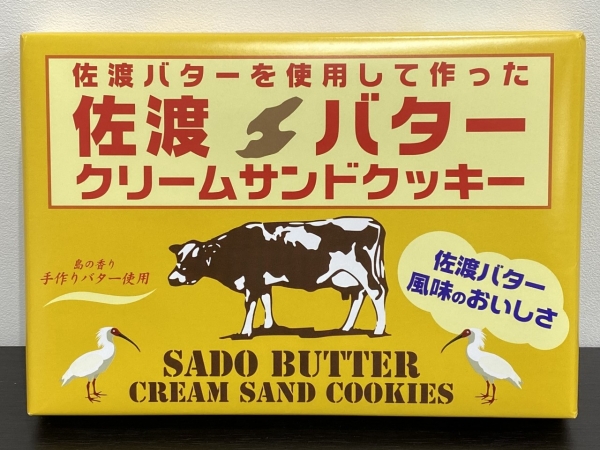 佐渡バターを使用して作った
佐渡バター
クリームサンドクッキー
島の香り
手作りバター使用
佐渡バター
風味のおいしさ
SADO BUTTER
CREAM SAND COOKIES